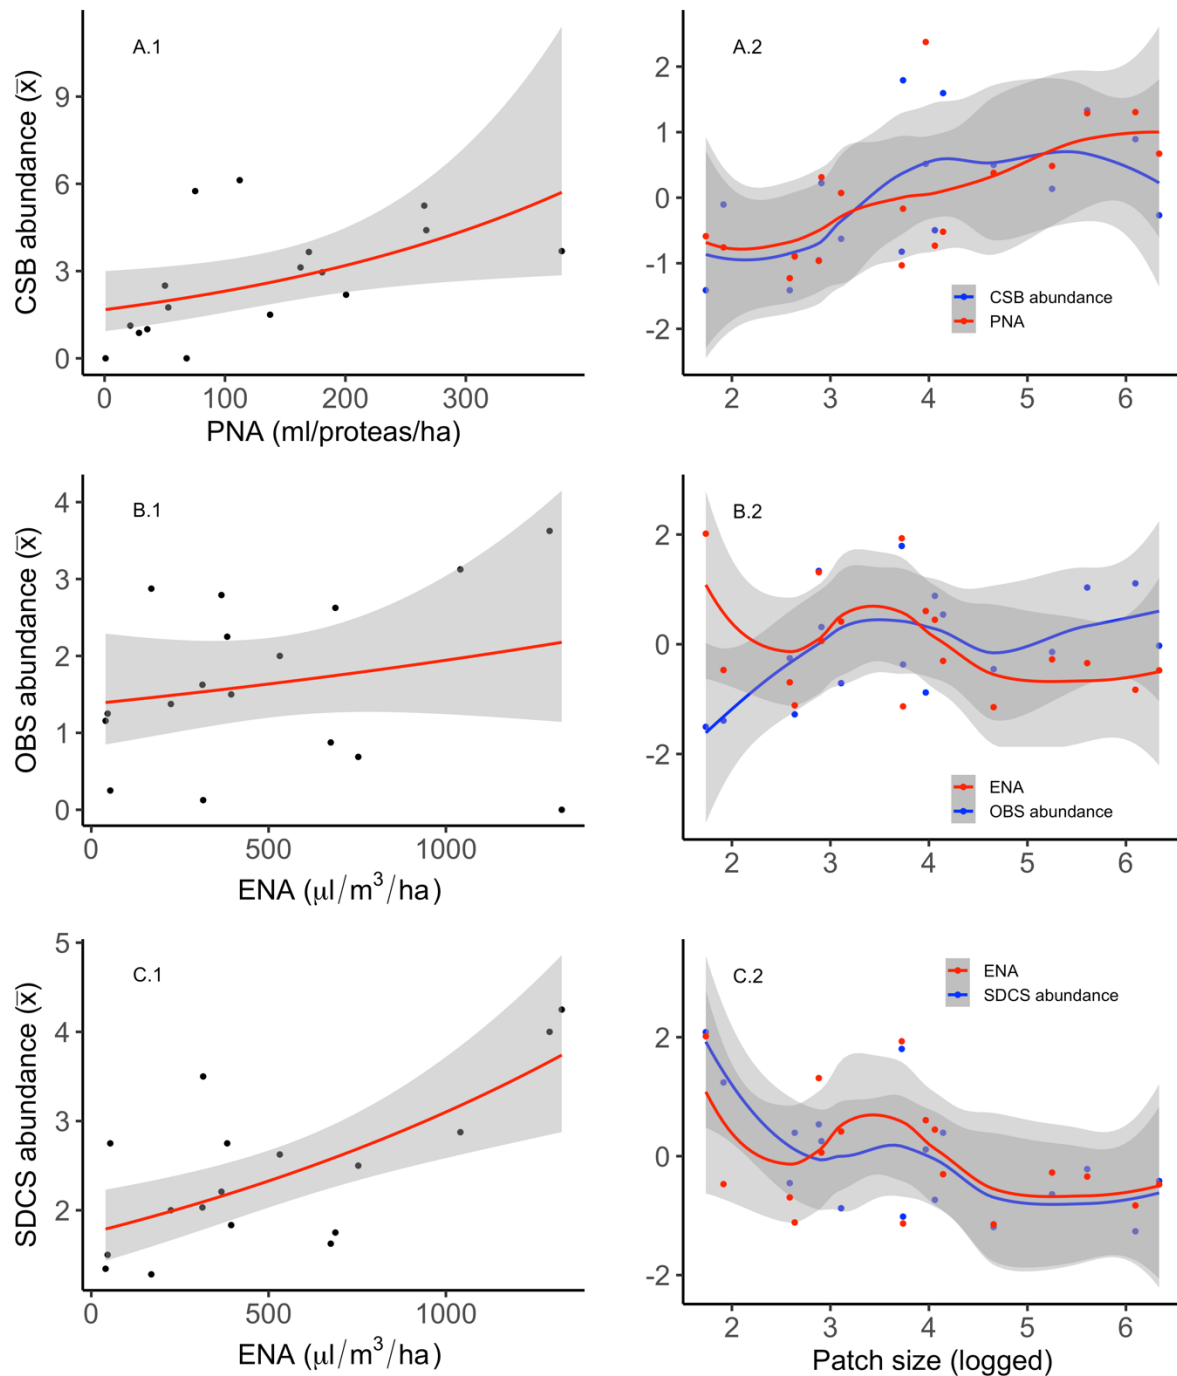 A.1
CSB abundance (x̅)
9
6
3
0
0 100 200 300
PNA (ml/proteas/ha)
A.2
2
1
0
-1
-2
CSB abundance
PNA
2 3 4 5 6
B.1
OBS abundance (x̅)
4
3
2
1
0
0 500 1000
ENA (μl/m³/ha)
B.2
2
0
-2
ENA
OBS abundance
2 3 4 5 6
C.1
SDCS abundance (x̅)
5
4
3
2
0 500 1000
ENA (μl/m³/ha)
C.2
ENA
SDCS abundance
2
0
-2
2 3 4 5 6
Patch size (logged)